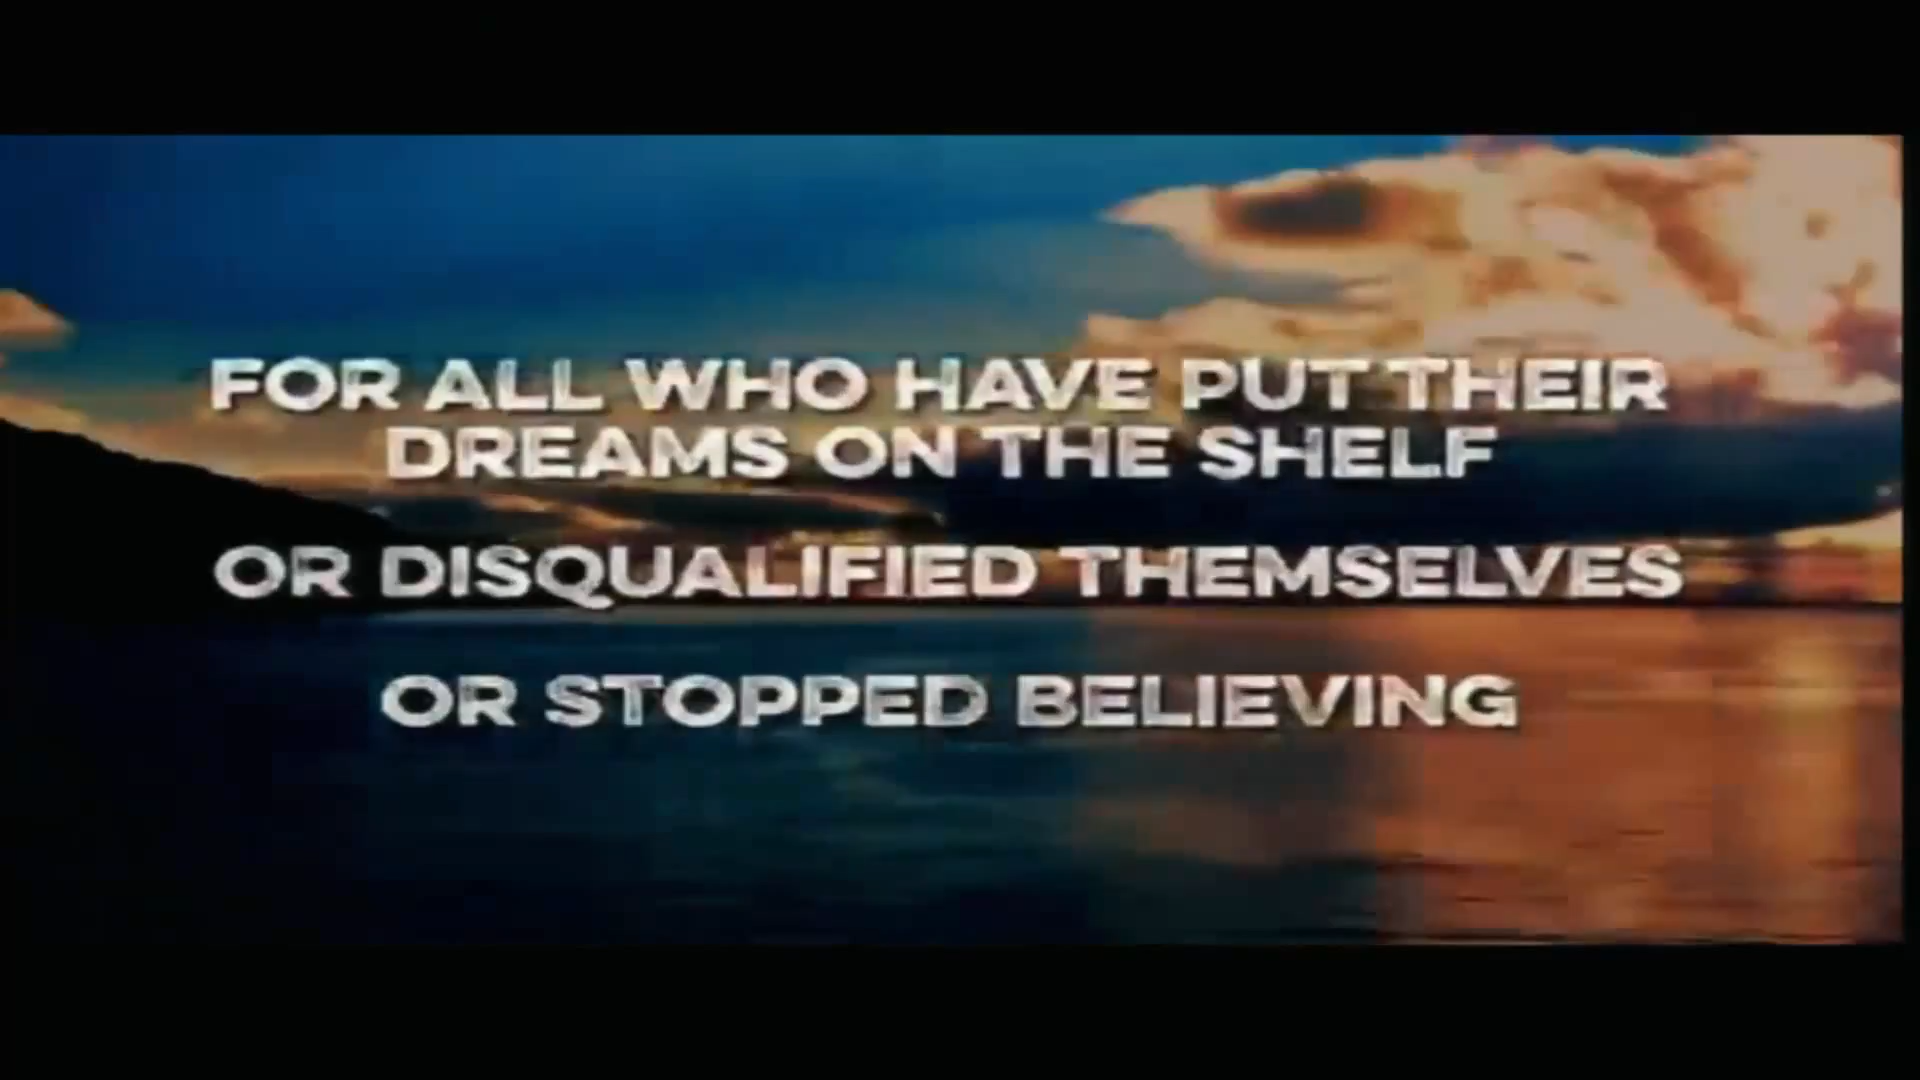 FOR ALL WHO HAVE PUT THEIR
DREAMS ON THE SHELF
OR DISQUALIFIED THEMSELVES
OR STOPPED BELIEVING